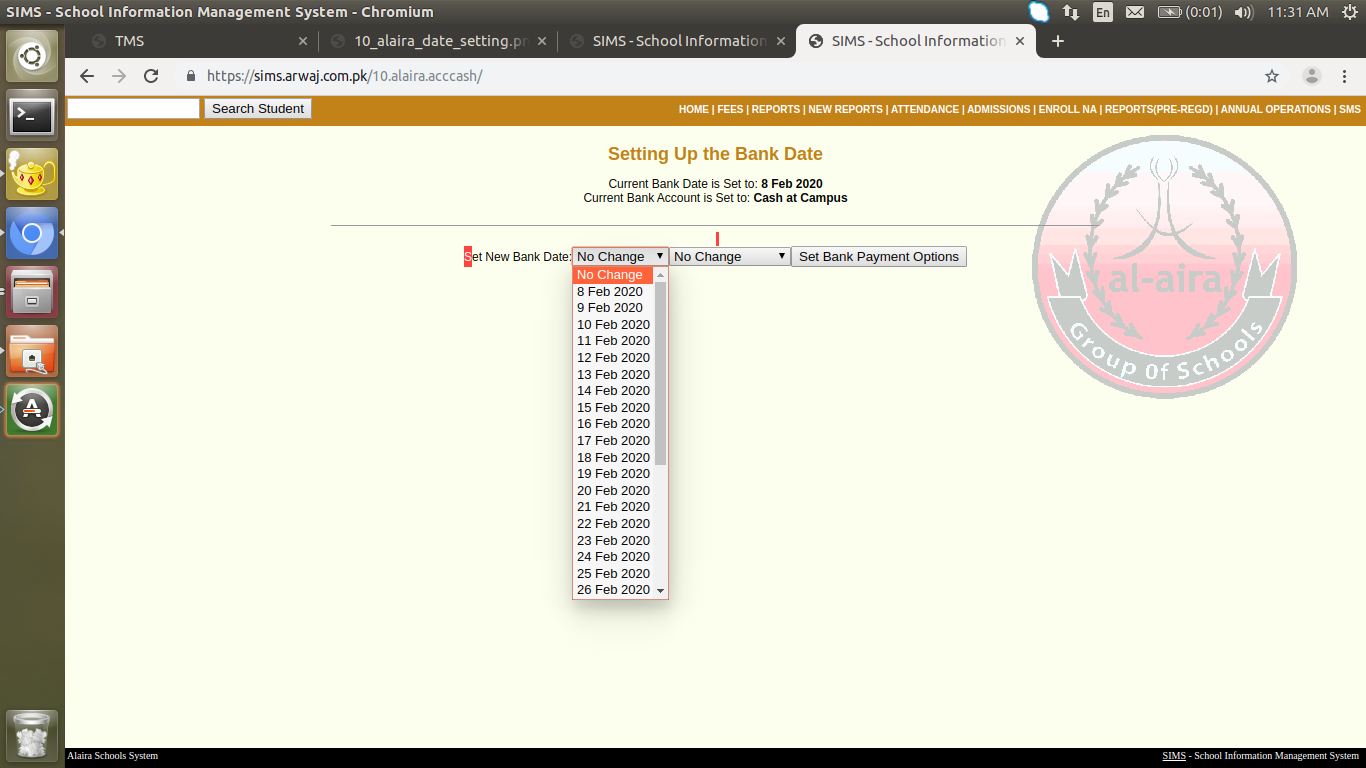 SIMS - School Information Management System - Chromium
En
(0:01)
11:31 AM
TMS
10_alaira_date_setting.pr
SIMS - School Information
SIMS - School Information
https://sims.arwaj.com.pk/10.alaira.acccash/
Search Student
HOME | FEES | REPORTS | NEW REPORTS | ATTENDANCE | ADMISSIONS | ENROLL NA | REPORTS(PRE-REGD) | ANNUAL OPERATIONS | SMS
Setting Up the Bank Date
Current Bank Date is Set to: 8 Feb 2020
Current Bank Account is Set to: Cash at Campus
Set New Bank Date: No Change No Change Set Bank Payment Options
No Change
8 Feb 2020
9 Feb 2020
10 Feb 2020
11 Feb 2020
12 Feb 2020
13 Feb 2020
14 Feb 2020
15 Feb 2020
16 Feb 2020
17 Feb 2020
18 Feb 2020
19 Feb 2020
20 Feb 2020
21 Feb 2020
22 Feb 2020
23 Feb 2020
24 Feb 2020
25 Feb 2020
26 Feb 2020
al-aira
Group Of Schools
Alaira Schools System
SIMS - School Information Management System